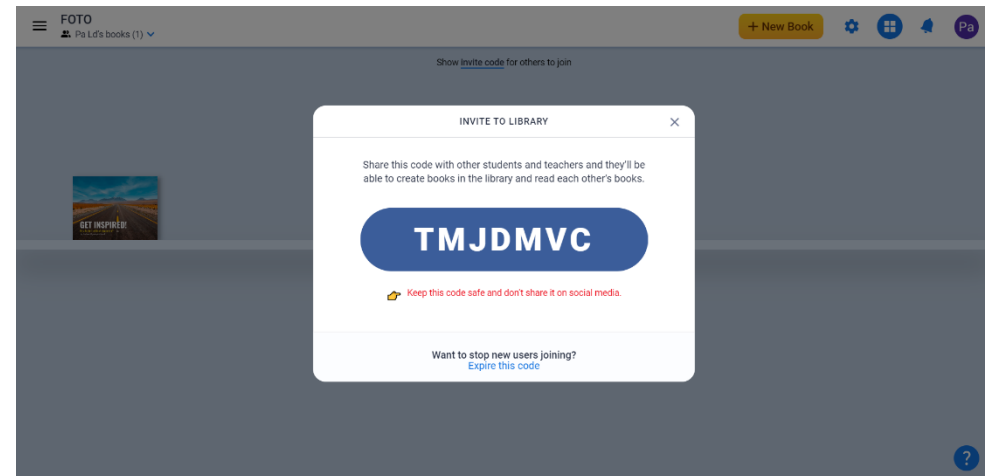 FOTO
Pa Ld's books (1)
+ New Book
Pa
Show invite code for others to join
INVITE TO LIBRARY
Share this code with other students and teachers and they'll be
able to create books in the library and read each other's books.
GET INSPIRED!
TMJDMVC
Keep this code safe and don't share it on social media.
Want to stop new users joining?
Expire this code
?